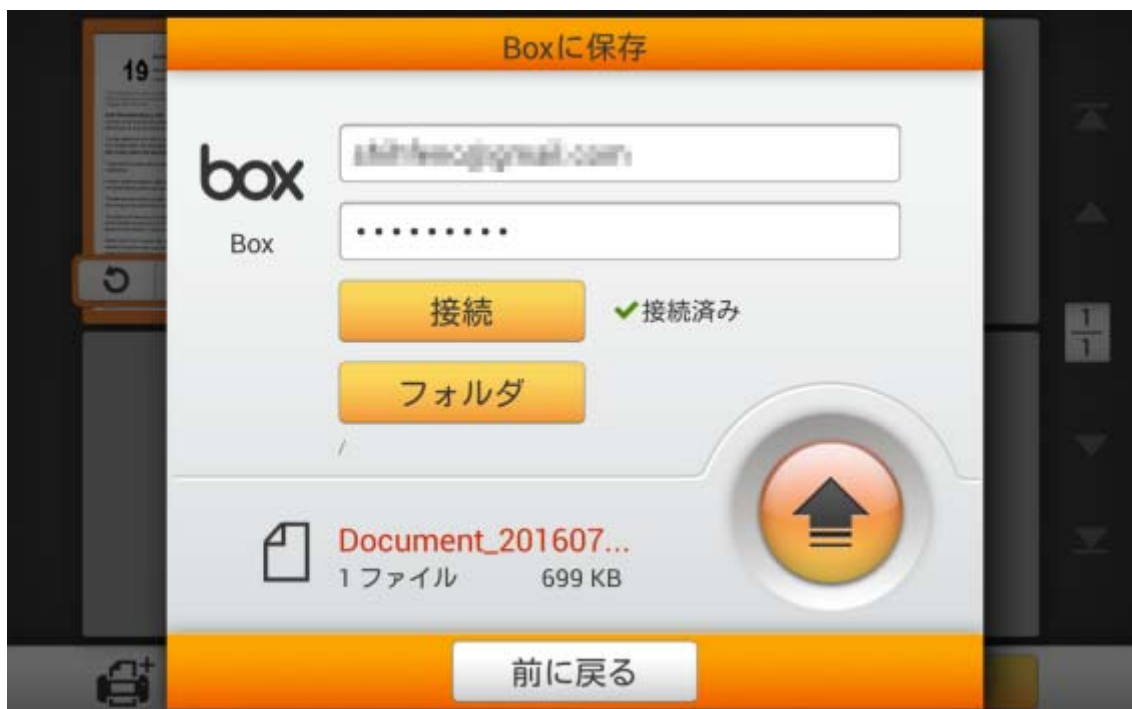 Boxに保存
19
box
Box
•••••••••
接続
✓接続済み
フォルダ
/
1
1
Document_201607...
1 ファイル 699 KB
前に戻る